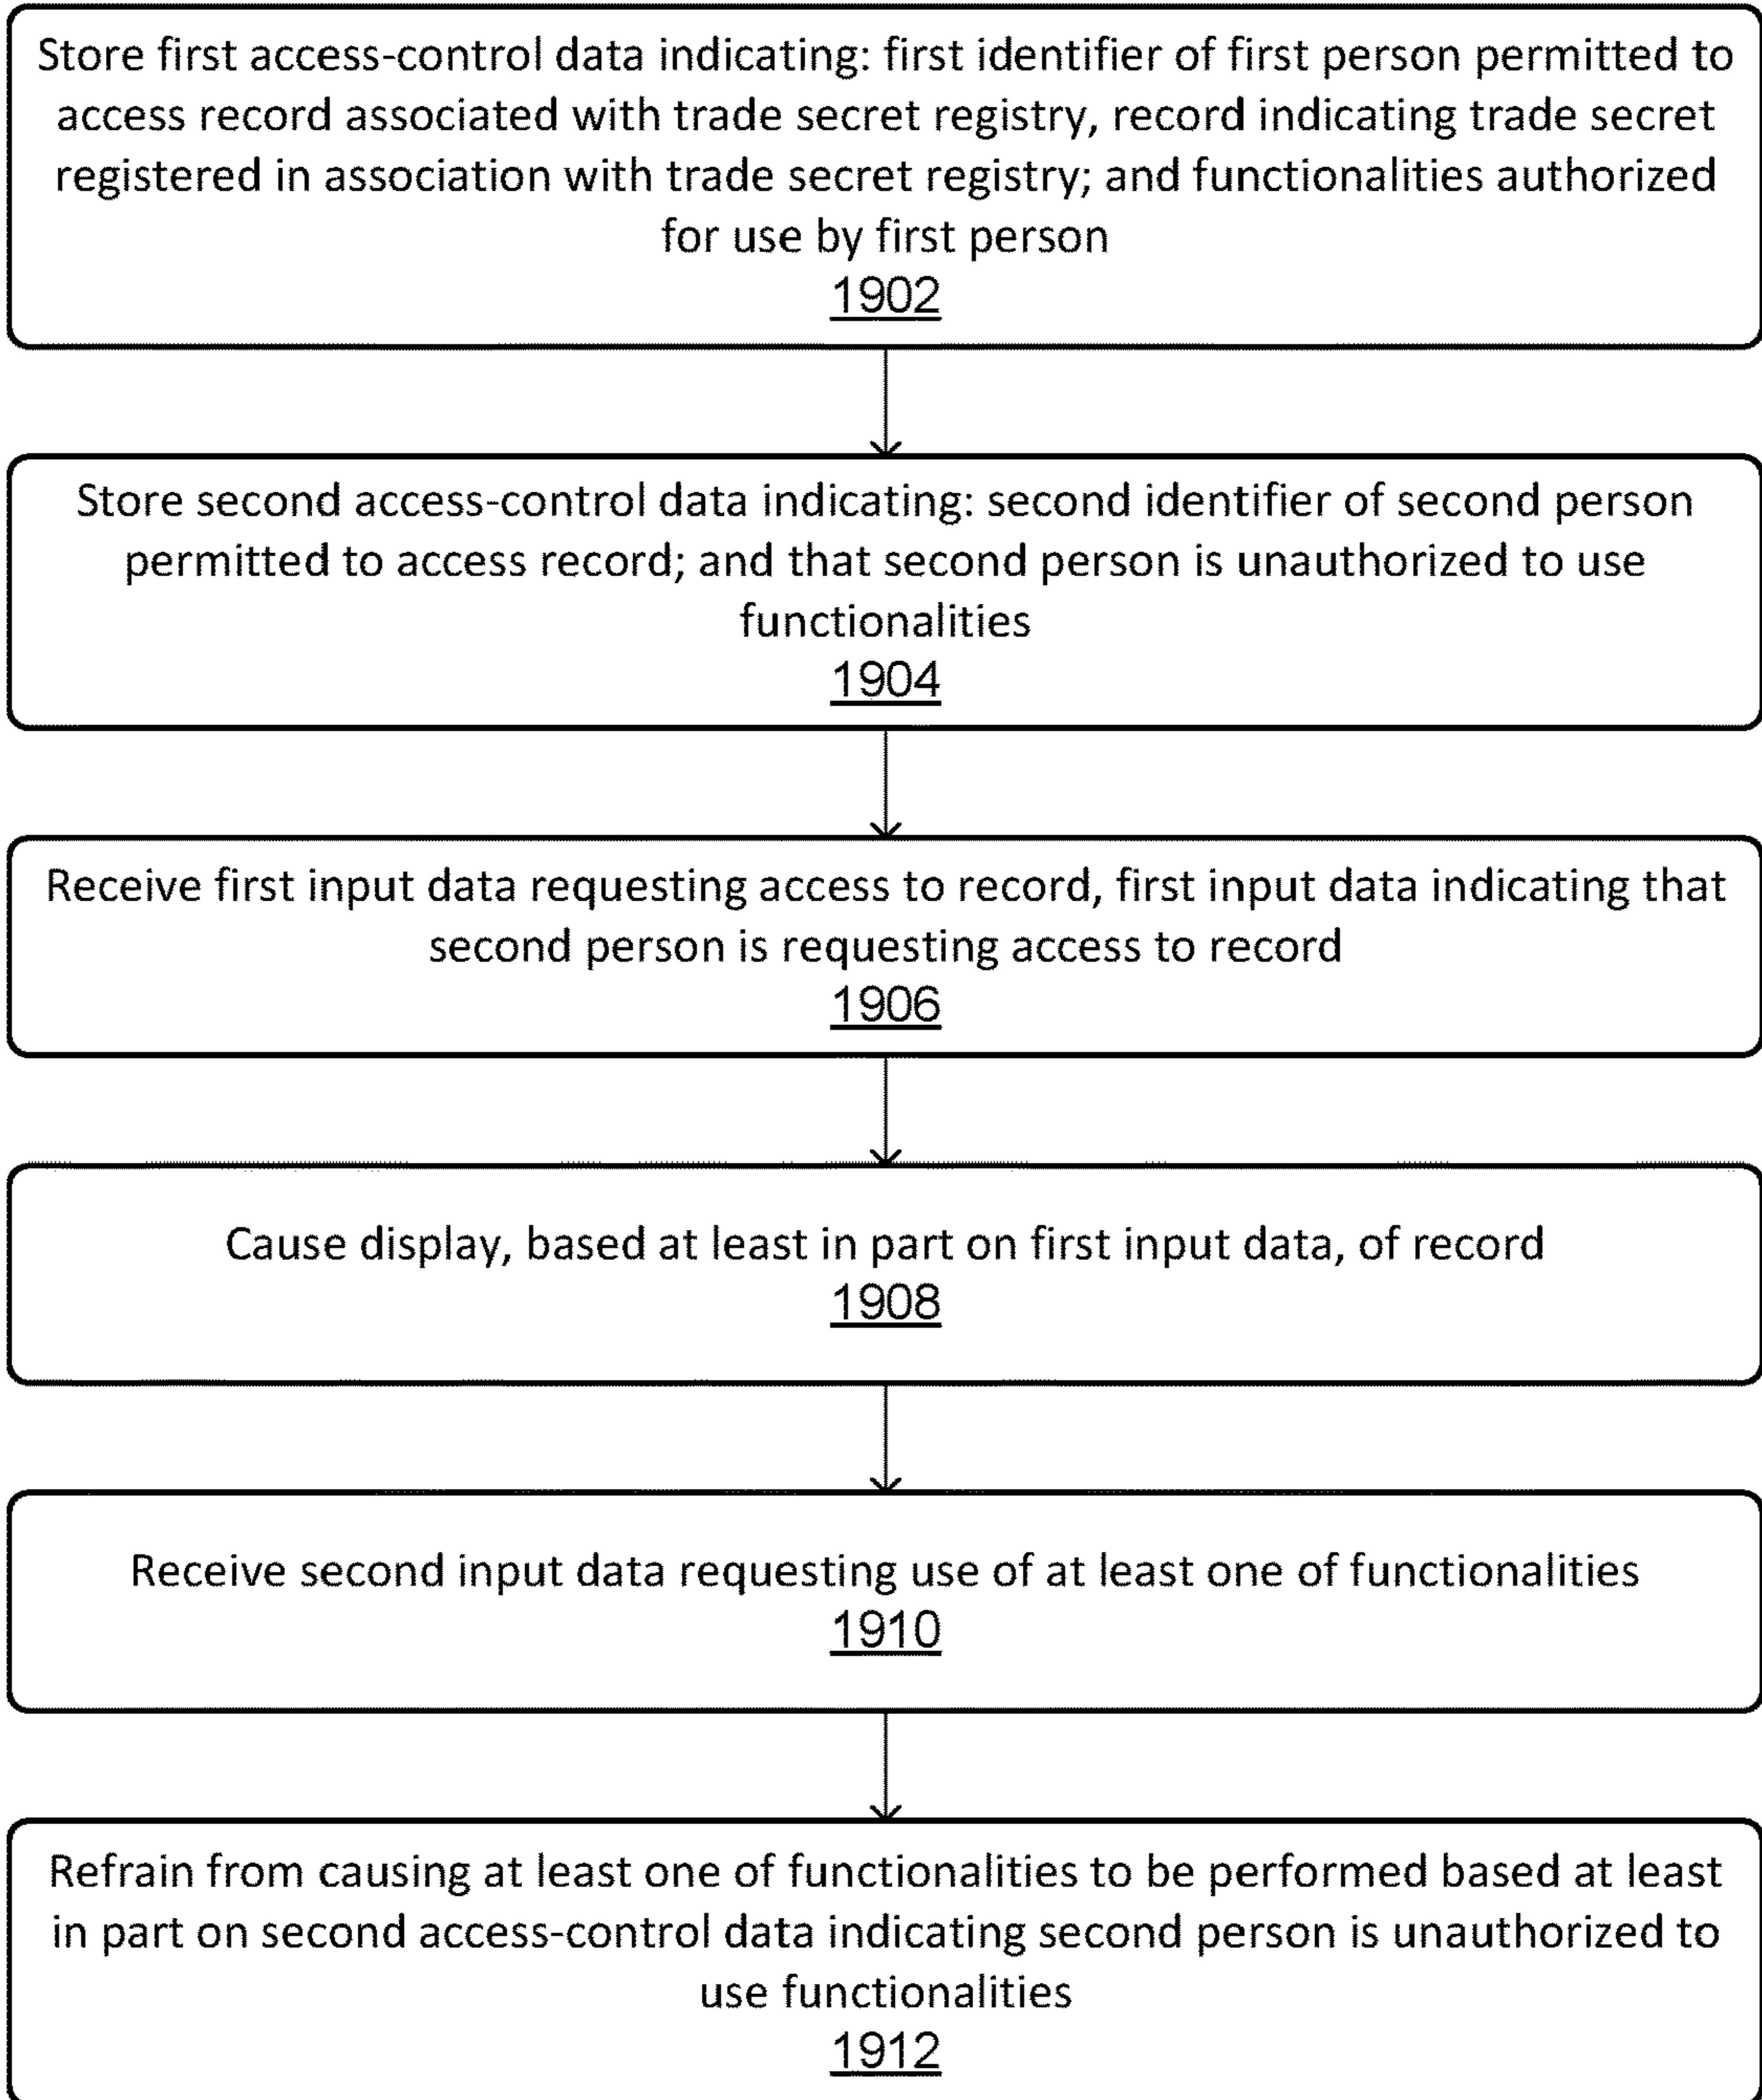 Store first access-control data indicating: first identifier of first person permitted to
access record associated with trade secret registry, record indicating trade secret
registered in association with trade secret registry; and functionalities authorized
for use by first person
1902
Store second access-control data indicating: second identifier of second person
permitted to access record; and that second person is unauthorized to use
functionalities
1904
Receive first input data requesting access to record, first input data indicating that
second person is requesting access to record
1906
Cause display, based at least in part on first input data, of record
1908
Receive second input data requesting use of at least one of functionalities
1910
Refrain from causing at least one of functionalities to be performed based at least
in part on second access-control data indicating second person is unauthorized to
use functionalities
1912